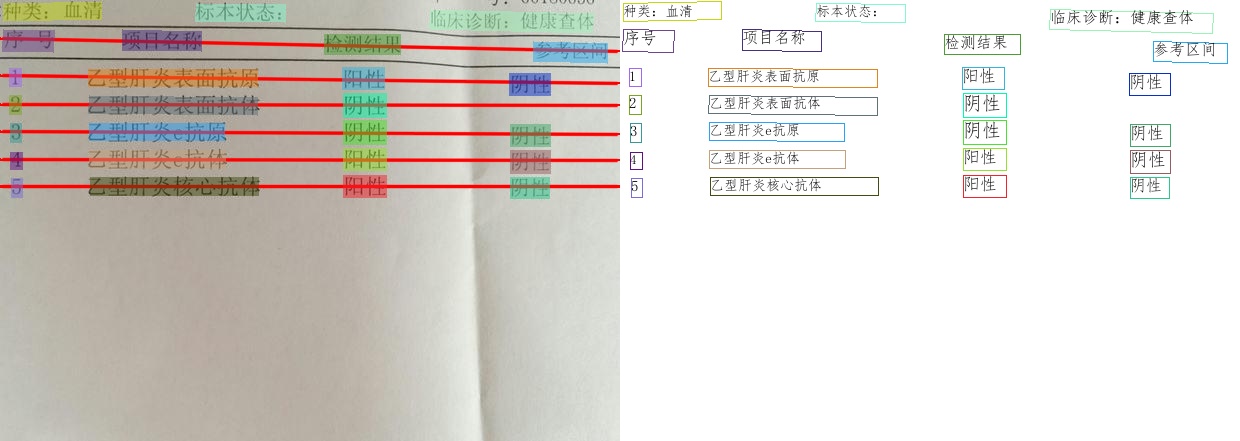 种类：血清 标本状态： 临床诊断：健康查体
序号 项目名称 检测结果 参考区间
1 乙型肝炎表面抗原 阳性 阴性
2 乙型肝炎表面抗体 阴性
3 乙型肝炎e抗原 阴性 阴性
4 乙型肝炎e抗体 阳性 阴性
5 乙型肝炎核心抗体 阳性 阴性
种类：血清 标本状态： 临床诊断：健康查体
序号 项目名称 检测结果 参考区间
1 乙型肝炎表面抗原 阳性 阴性
2 乙型肝炎表面抗体 阴性
3 乙型肝炎e抗原 阴性 阴性
4 乙型肝炎e抗体 阳性 阴性
5 乙型肝炎核心抗体 阳性 阴性